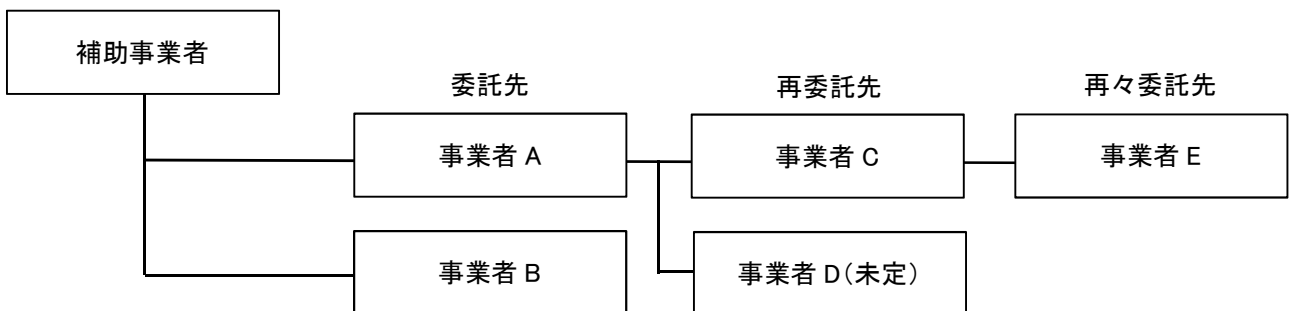 補助事業者
委託先
再委託先
再々委託先
事業者 A
事業者 C
事業者 E
事業者 B
事業者 D(未定)